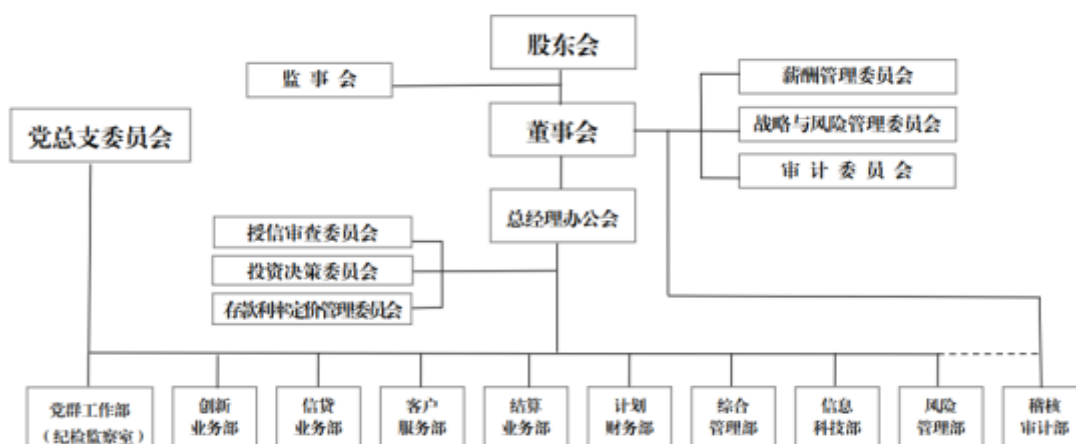 股东会
监 事 会
薪酬管理委员会
党总支委员会
董事会
战略与风险管理委员会
审 计 委 员 会
总经理办公会
授信审查委员会
投资决策委员会
存款利率定价管理委员会
党群工作部
（纪检监察室）
创新
业务部
信贷
业务部
客户
服务部
结算
业务部
计划
财务部
综合
管理部
信息
科技部
风险
管理部
稽核
审计部